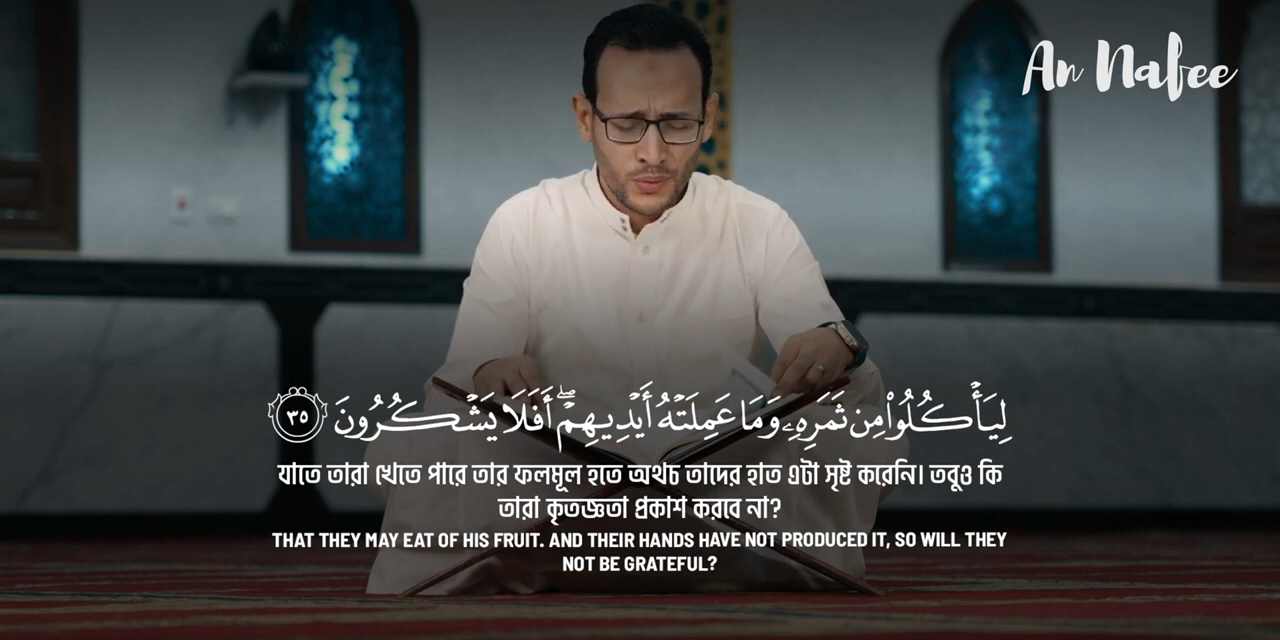 An Nafee
لِيَأْكُلُوا۟ مِن ثَمَرِهِۦ وَمَا عَمِلَتْهُ أَيْدِيهِمْ ۖ أَفَلَا يَشْكُرُونَ ٣٥
যাতে তারা খেতে পারে তার ফলমূল হতে অথচ তাদের হাত এটা সৃষ্ট করেনি। তবুও কি
তারা কৃতজ্ঞতা প্রকাশ করবে না?
THAT THEY MAY EAT OF HIS FRUIT. AND THEIR HANDS HAVE NOT PRODUCED IT, SO WILL THEY
NOT BE GRATEFUL?